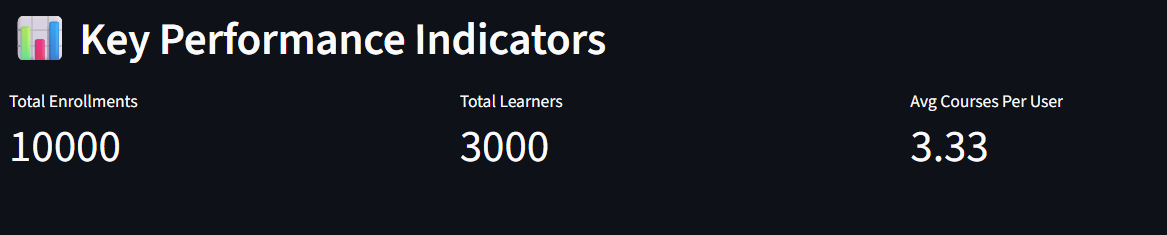 Key Performance Indicators
Total Enrollments
10000
Total Learners
3000
Avg Courses Per User
3.33